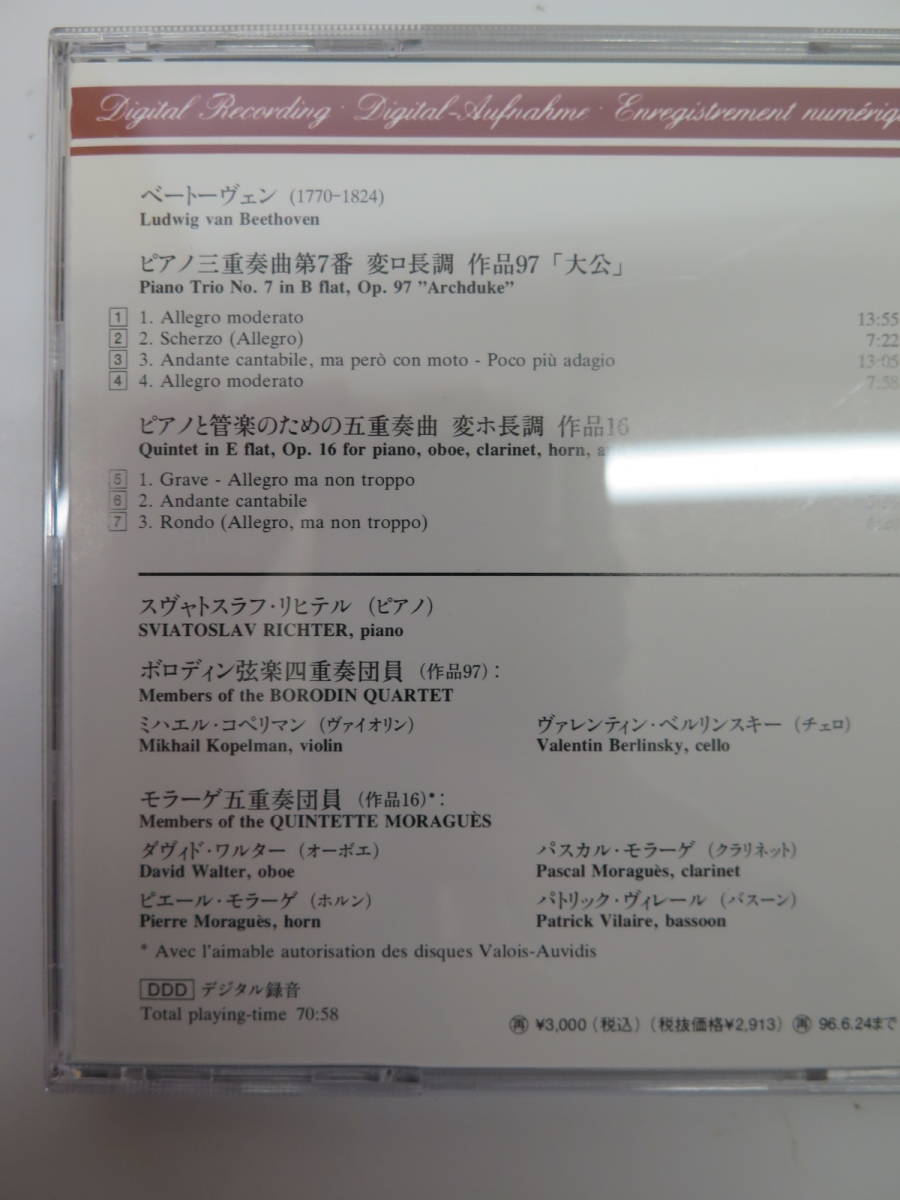 Digital Recording · Digital-Aufnahme · Enregistrement
ベートーヴェン (1770-1824)
Ludwig van Beethoven
ピアノ三重奏曲第7番 変ロ長調 作品97「大公」
Piano Trio No. 7 in B flat, Op. 97 "Archduke"
1 1. Allegro moderato 13:55
2 2. Scherzo (Allegro) 7:22
3 3. Andante cantabile, ma però con moto - Poco più adagio 13:05
4 4. Allegro moderato 7:58
ピアノと管楽のための五重奏曲 変ホ長調 作品16
Quintet in E flat, Op. 16 for piano, oboe, clarinet, horn,
5 1. Grave - Allegro ma non troppo
6 2. Andante cantabile
7 3. Rondo (Allegro, ma non troppo)
スヴャトスラフ・リヒテル (ピアノ)
SVIATOSLAV RICHTER, piano
ボロディン弦楽四重奏団員 (作品97):
Members of the BORODIN QUARTET
ミハエル・コペリマン (ヴァイオリン) ヴァレンティン・ベルリンスキー (チェロ)
Mikhail Kopelman, violin Valentin Berlinsky, cello
モラーゲ五重奏団員 (作品16)*:
Members of the QUINTETTE MORAGUÈS
ダヴィド・ワルター (オーボエ) パスカル・モラーゲ (クラリネット)
David Walter, oboe Pascal Moraguès, clarinet
ピエール・モラーゲ (ホルン) パトリック・ヴィレール (バスーン)
Pierre Moraguès, horn Patrick Vilaire, bassoon
* Avec l'aimable autorisation des disques Valois-Auvidis
DDD デジタル録音
Total playing-time 70:58
再 ¥3,000 (税込) (税抜価格¥2,913) 再 96.6.24まで